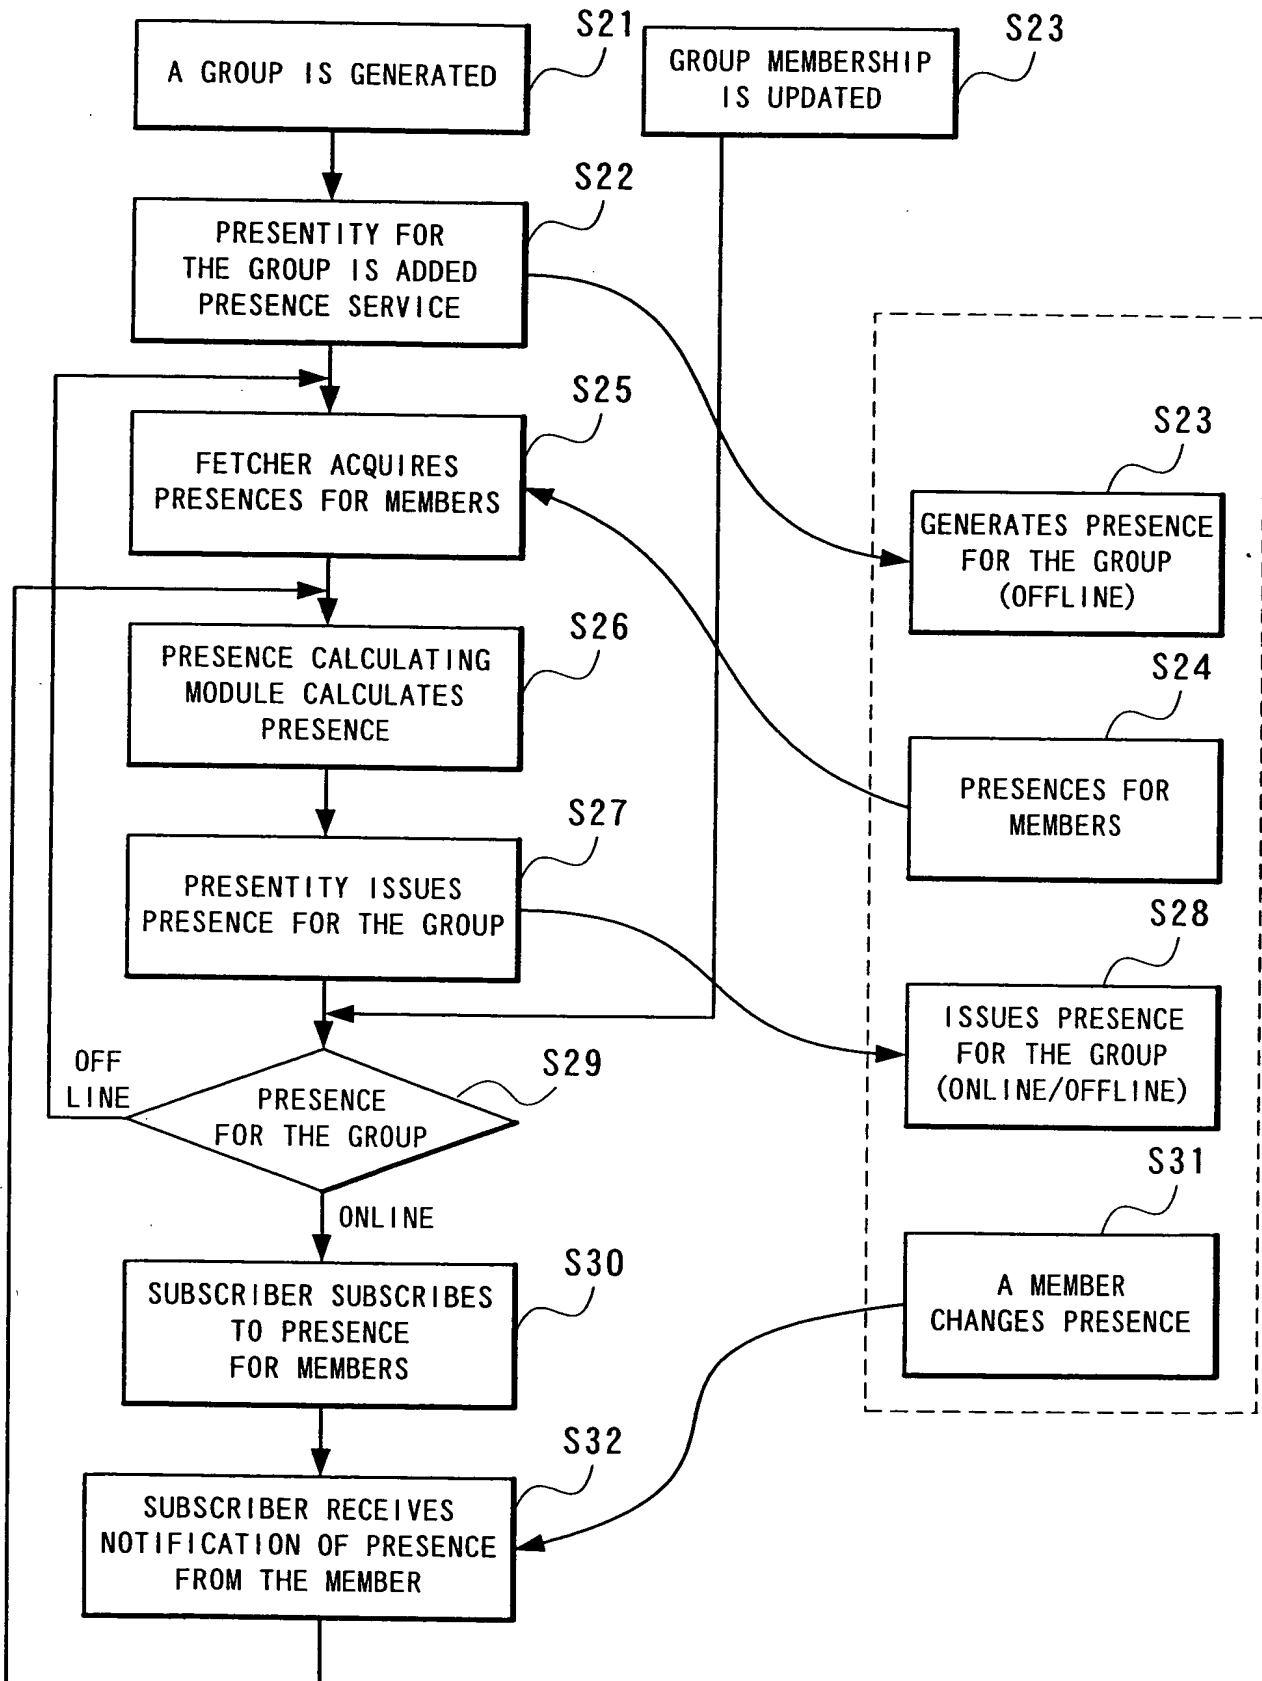 S21
A GROUP IS GENERATED
S23
GROUP MEMBERSHIP
IS UPDATED
S22
PRESENTITY FOR
THE GROUP IS ADDED
PRESENCE SERVICE
S25
FETCHER ACQUIRES
PRESENCES FOR MEMBERS
S23
GENERATES PRESENCE
FOR THE GROUP
(OFFLINE)
S26
PRESENCE CALCULATING
MODULE CALCULATES
PRESENCE
S24
PRESENCES FOR
MEMBERS
S27
PRESENTITY ISSUES
PRESENCE FOR THE GROUP
S28
ISSUES PRESENCE
FOR THE GROUP
(ONLINE/OFFLINE)
OFF
LINE
S29
PRESENCE
FOR THE GROUP
ONLINE
S30
SUBSCRIBER SUBSCRIBES
TO PRESENCE
FOR MEMBERS
S31
A MEMBER
CHANGES PRESENCE
S32
SUBSCRIBER RECEIVES
NOTIFICATION OF PRESENCE
FROM THE MEMBER